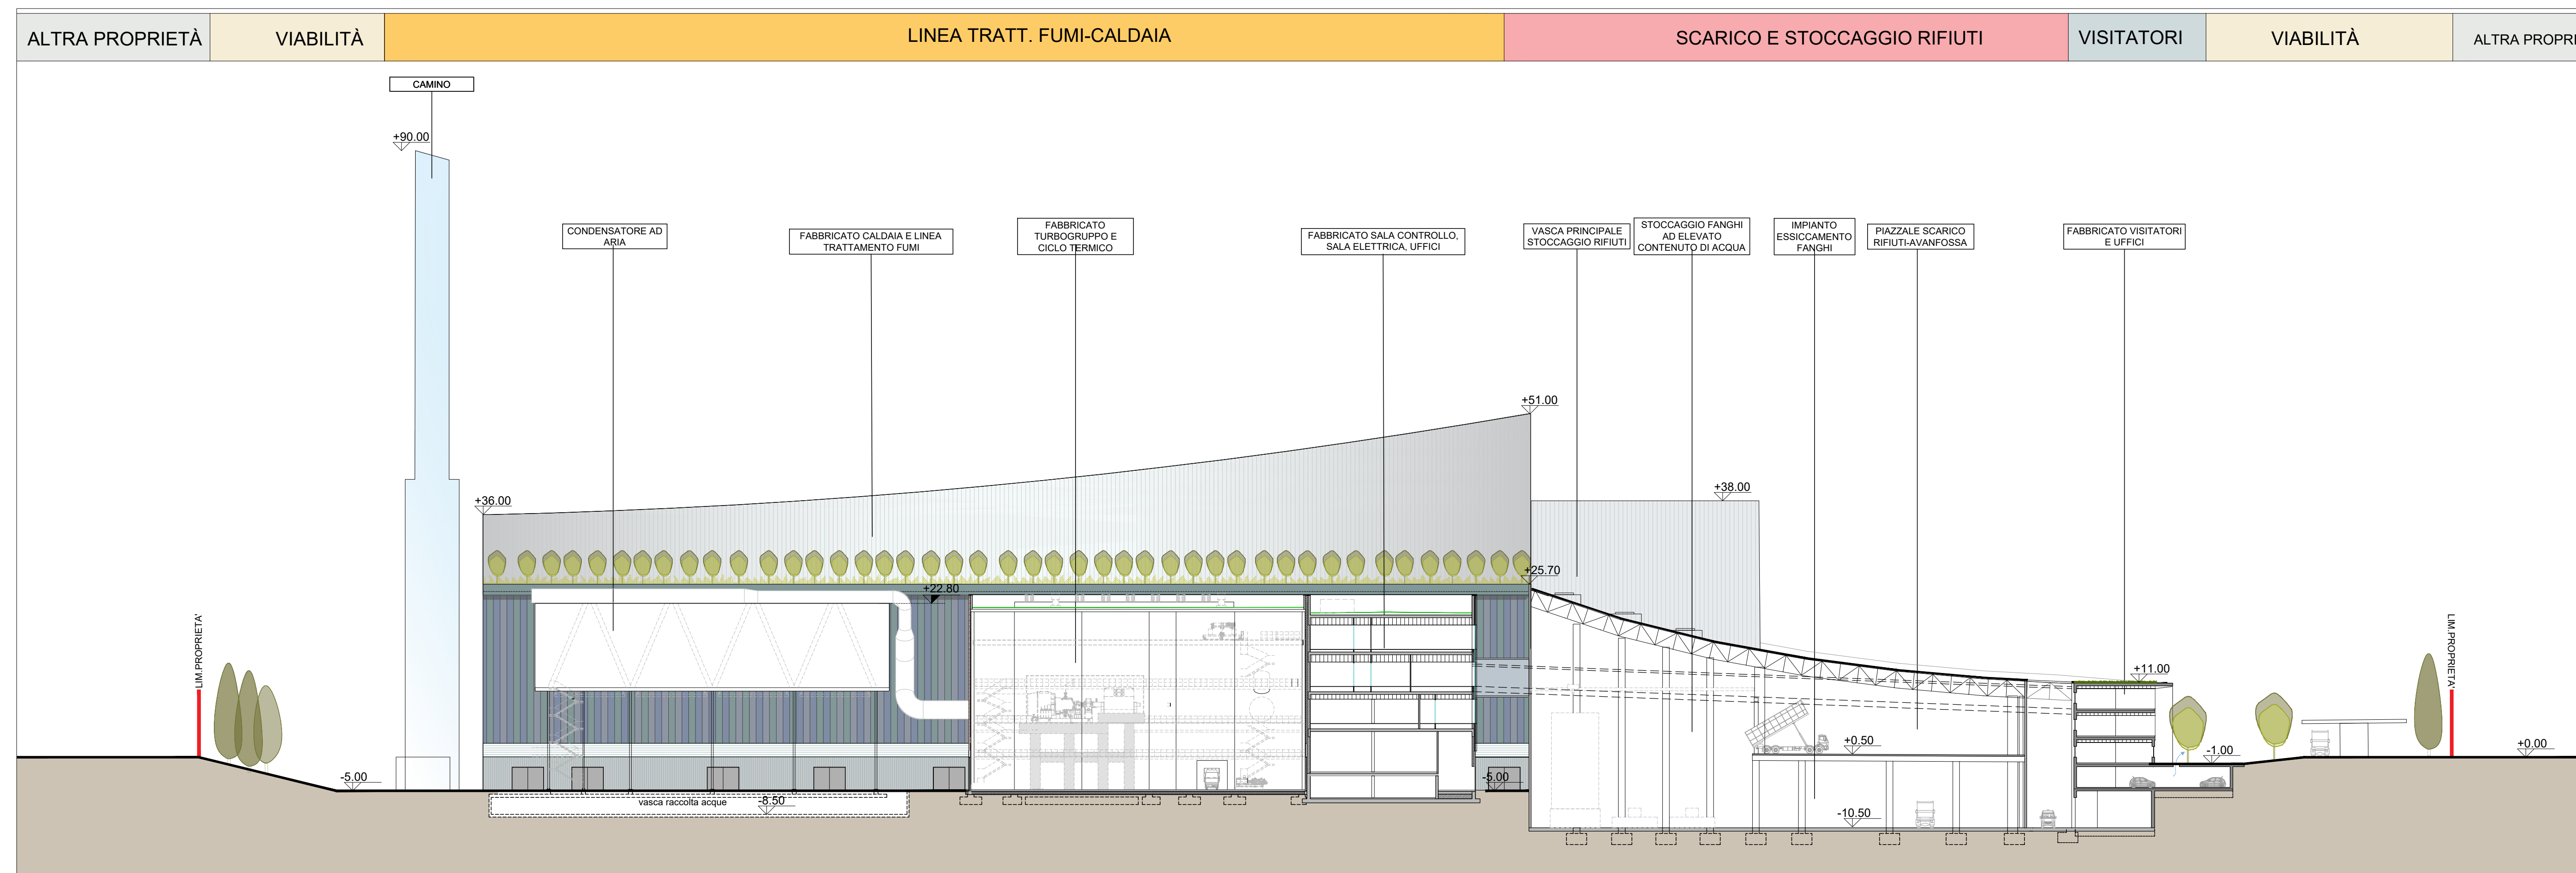 ALTRA PROPRIETÀ
VIABILITÀ
LINEA TRATT. FUMI-CALDAIA
SCARICO E STOCCAGGIO RIFIUTI
VISITATORI
VIABILITÀ
ALTRA PROPRI
CAMINO
+90.00
CONDENSATORE AD
ARIA
FABBRICATO CALDAIA E LINEA
TRATTAMENTO FUMI
FABBRICATO
TURBOGRUPPO E
CICLO TERMICO
FABBRICATO SALA CONTROLLO,
SALA ELETTRICA, UFFICI
VASCA PRINCIPALE
STOCCAGGIO RIFIUTI
STOCCAGGIO FANGHI
AD ELEVATO
CONTENUTO DI ACQUA
IMPIANTO
ESSICCAMENTO
FANGHI
PIAZZALE SCARICO
RIFIUTI-AVANFOSSA
FABBRICATO VISITATORI
E UFFICI
+51.00
+36.00
+38.00
+25.70
+22.80
LIM.PROPRIETA'
LIM.PROPRIETA'
+11.00
+0.50
-1.00
+0.00
-5.00
-5.00
vasca raccolta acque
-8.50
-10.50